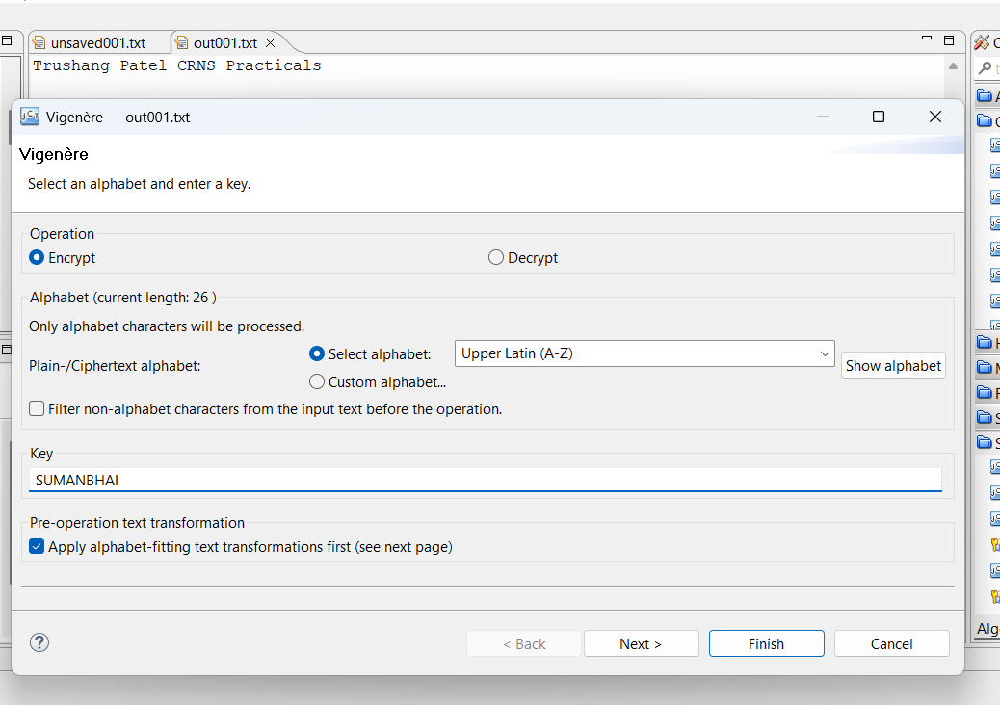 unsaved001.txt
out001.txt
Trushang Patel CRNS Practicals
Vigenère — out001.txt
Vigenère
Select an alphabet and enter a key.
Operation
Encrypt
Decrypt
Alphabet (current length: 26 )
Only alphabet characters will be processed.
Plain-/Ciphertext alphabet:
Select alphabet:
Upper Latin (A-Z)
Show alphabet
Custom alphabet...
Filter non-alphabet characters from the input text before the operation.
Key
SUMANBHAI
Pre-operation text transformation
Apply alphabet-fitting text transformations first (see next page)
< Back
Next >
Finish
Cancel